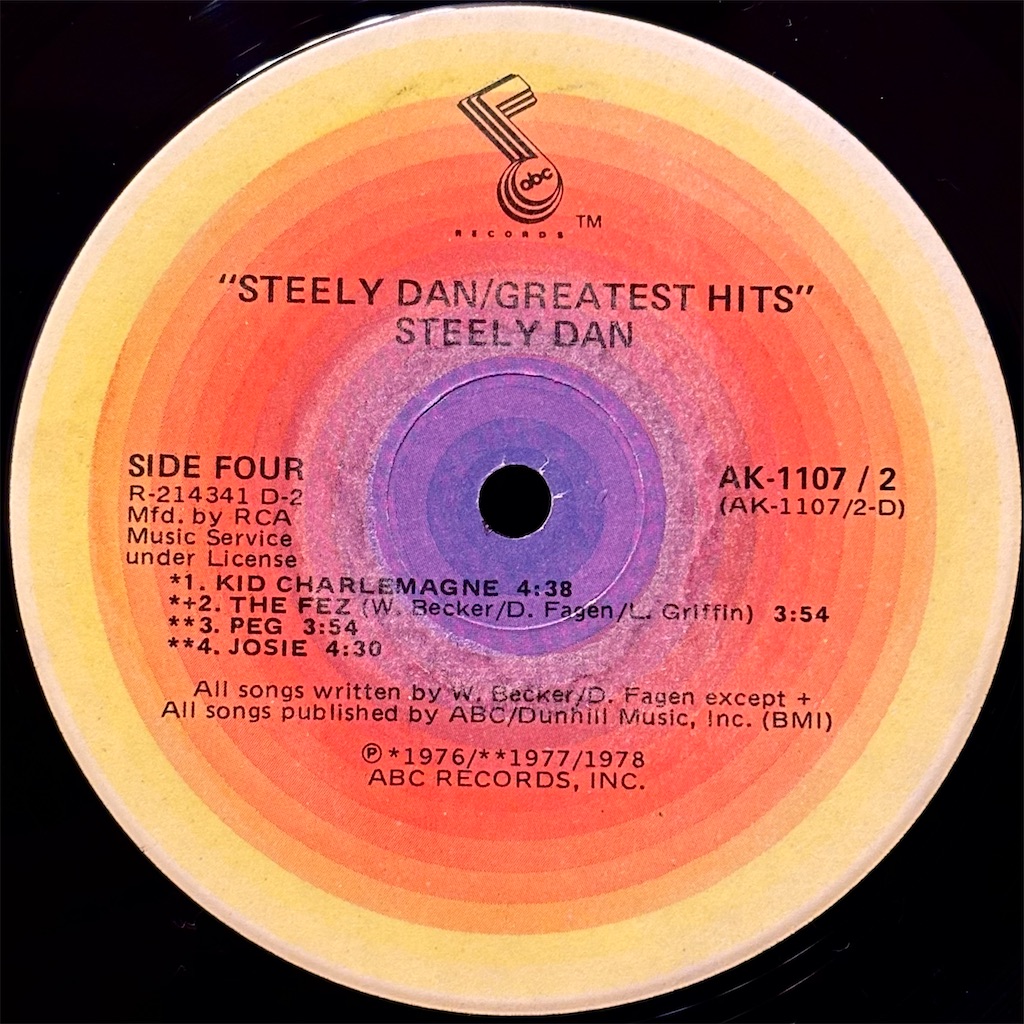 abc
RECORDS
TM
"STEELY DAN/GREATEST HITS"
STEELY DAN
SIDE FOUR
R-214341 D-2
Mfd. by RCA
Music Service
under License
AK-1107 / 2
(AK-1107/2-D)
*1. KID CHARLEMAGNE 4:38
*+2. THE FEZ (W. Becker/D. Fagen/L. Griffin) 3:54
**3. PEG 3:54
**4. JOSIE 4:30
All songs written by W. Becker/D. Fagen except +
All songs published by ABC/Dunhill Music, Inc. (BMI)
℗ *1976/**1977/1978
ABC RECORDS, INC.